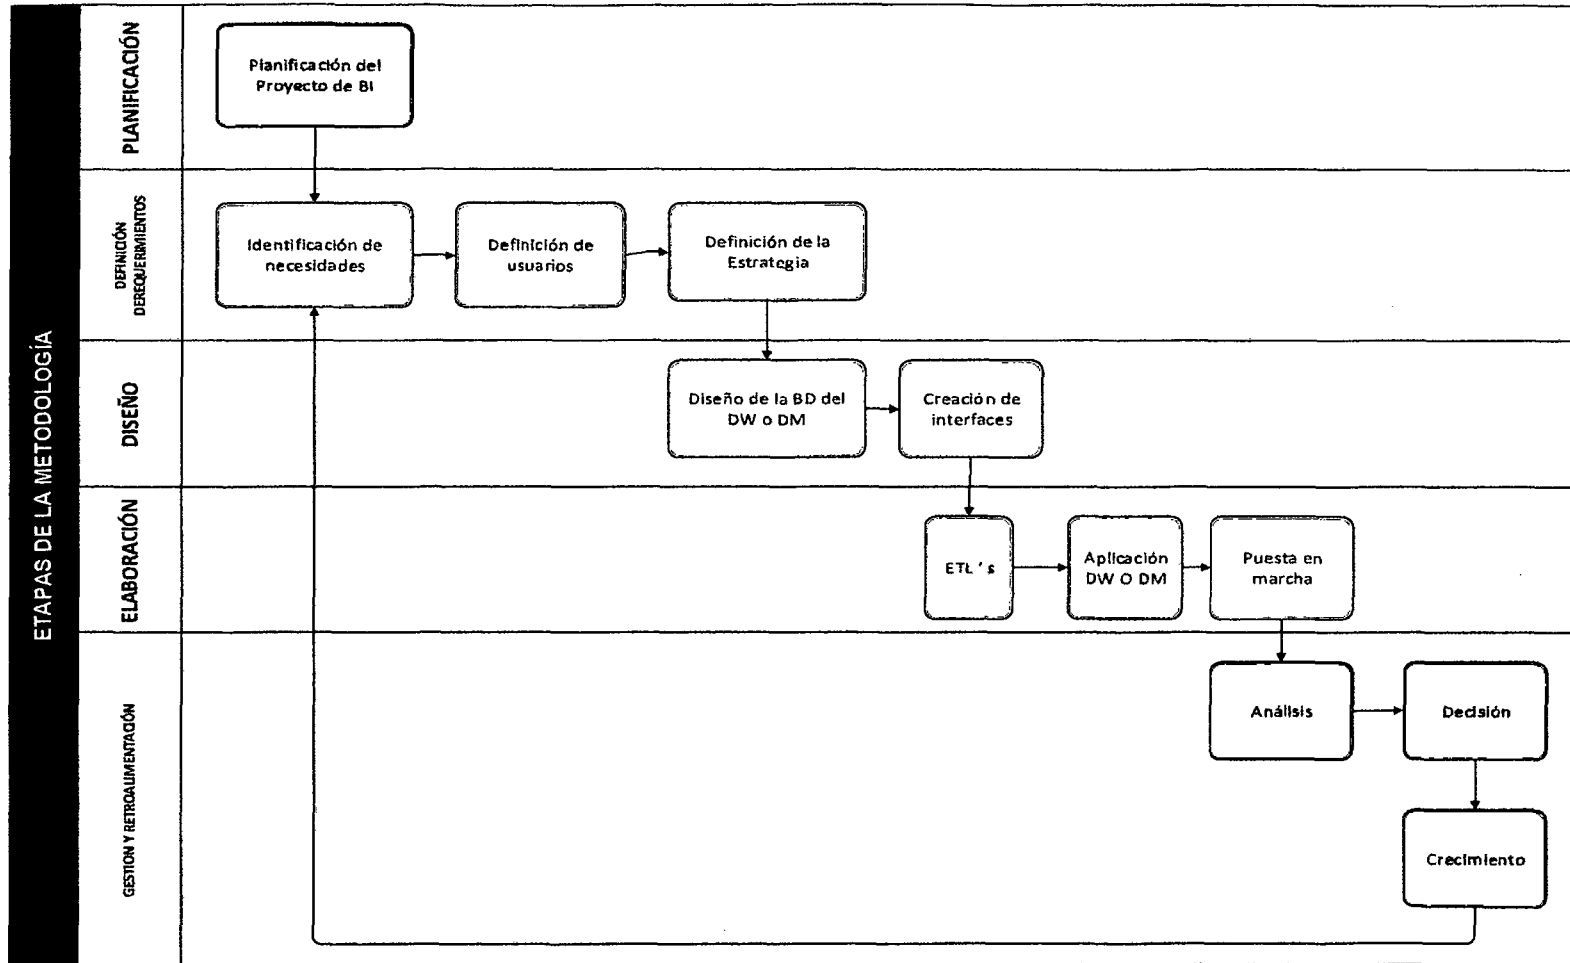 ETAPAS DE LA METODOLOGÍA
PLANIFICACIÓN
Planificación del
Proyecto de BI
DEFINICIÓN
DEREQUERIMIENTOS
Identificación de
necesidades
Definición de
usuarios
Definición de la
Estrategia
DISEÑO
Diseño de la BD del
DW o DM
Creación de
interfaces
ELABORACIÓN
ETL´s
Aplicación
DW O DM
Puesta en
marcha
GESTION Y RETROALIMENTACIÓN
Análisis
Decisión
Crecimiento